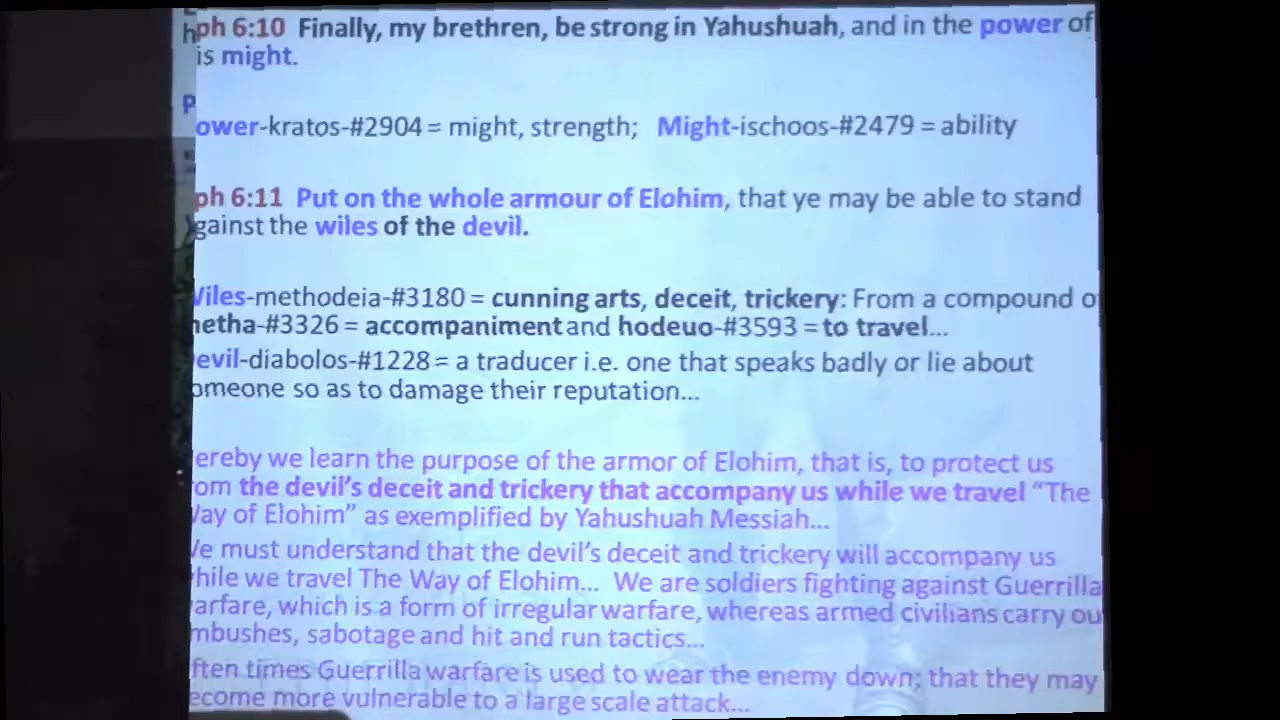 ph 6:10 Finally, my brethren, be strong in Yahushuah, and in the power of
is might.
P
ower-kratos-#2904 = might, strength; Might-ischoos-#2479 = ability
ph 6:11 Put on the whole armour of Elohim, that ye may be able to stand
gainst the wiles of the devil.
Viles-methodeia-#3180 = cunning arts, deceit, trickery: From a compound o
netha-#3326 = accompaniment and hodeuo-#3593 = to travel...
evil-diabolos-#1228 = a traducer i.e. one that speaks badly or lie about
omeone so as to damage their reputation...
ereby we learn the purpose of the armor of Elohim, that is, to protect us
om the devil's deceit and trickery that accompany us while we travel "The
Vay of Elohim" as exemplified by Yahushuah Messiah...
Ve must understand that the devil's deceit and trickery will accompany us
hile we travel The Way of Elohim... We are soldiers fighting against Guerrilla
arfare, which is a form of irregular warfare, whereas armed civilians carry ou
mbushes, sabotage and hit and run tactics...
ften times Guerrilla warfare is used to wear the enemy down; that they may
ecome more vulnerable to a large scale attack...